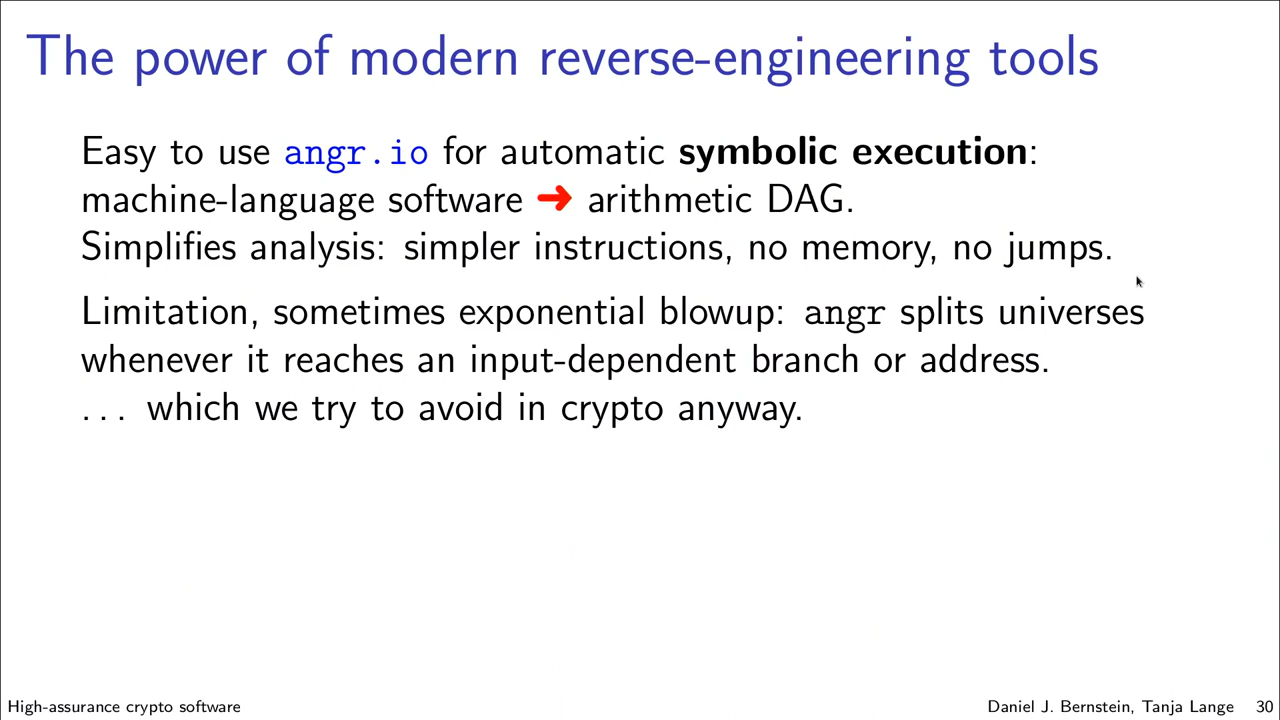 The power of modern reverse-engineering tools
Easy to use angr.io for automatic symbolic execution:
machine-language software ➜ arithmetic DAG.
Simplifies analysis: simpler instructions, no memory, no jumps.
Limitation, sometimes exponential blowup: angr splits universes
whenever it reaches an input-dependent branch or address.
. . . which we try to avoid in crypto anyway.
High-assurance crypto software
Daniel J. Bernstein, Tanja Lange 30